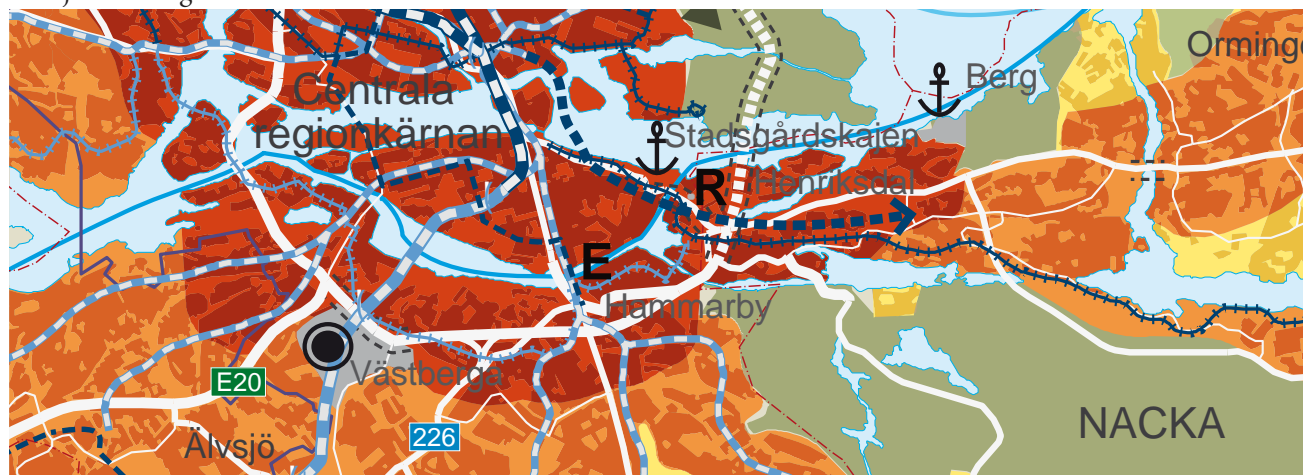 Orminge
Berg
Centrala
regionkärnan
Stadsgårdskajen
R
Henriksdal
E
Hammarby
Västberga
E20
226
Älvsjö
NACKA